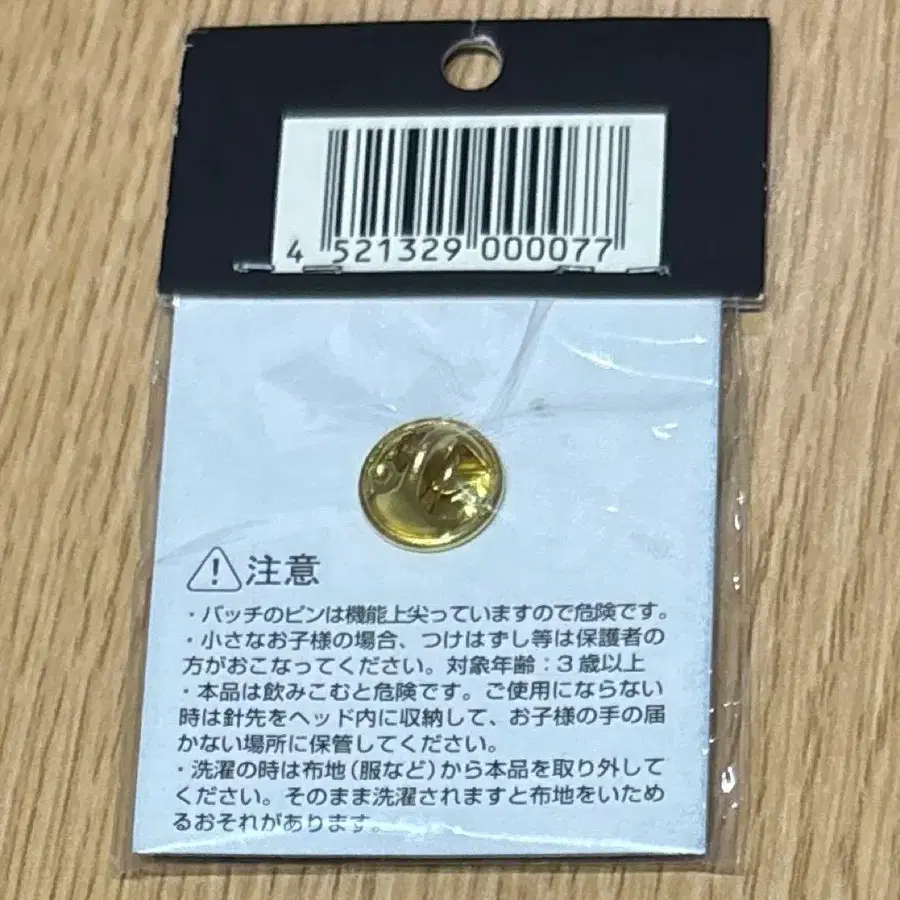 4 521329 000077
注意
・バッチのピンは機能上尖っていますので危険です。
・小さなお子様の場合、つけはずし等は保護者の
方がおこなってください。対象年齢：3歳以上
・本品は飲みこむと危険です。ご使用にならない
時は針先をヘッド内に収納して、お子様の手の届
かない場所に保管してください。
・洗濯の時は布地（服など）から本品を取り外して
ください。そのまま洗濯されますと布地をいため
るおそれがあります。